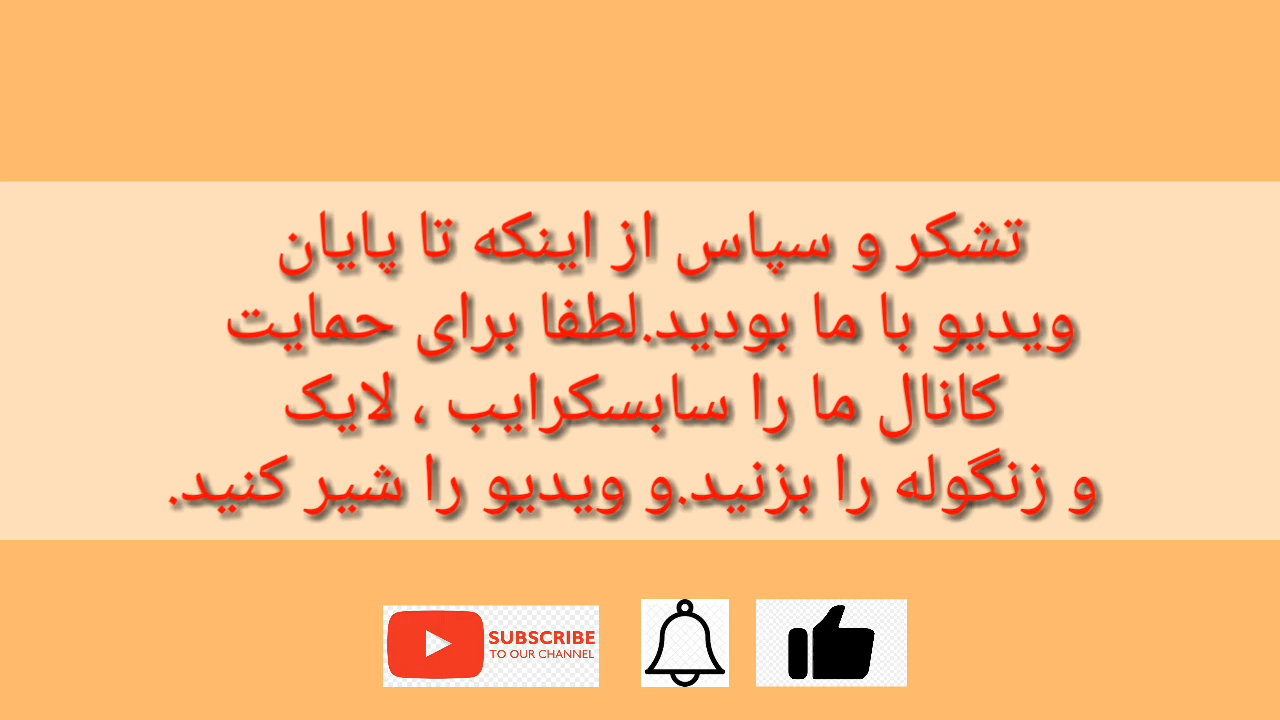 تشکر و سپاس از اینکه تا پایان
ویدیو با ما بودید.لطفا برای حمایت
کانال ما را سابسکرایب ، لایک
و زنگوله را بزنید.و ویدیو را شیر کنید.
SUBSCRIBE
TO OUR CHANNEL